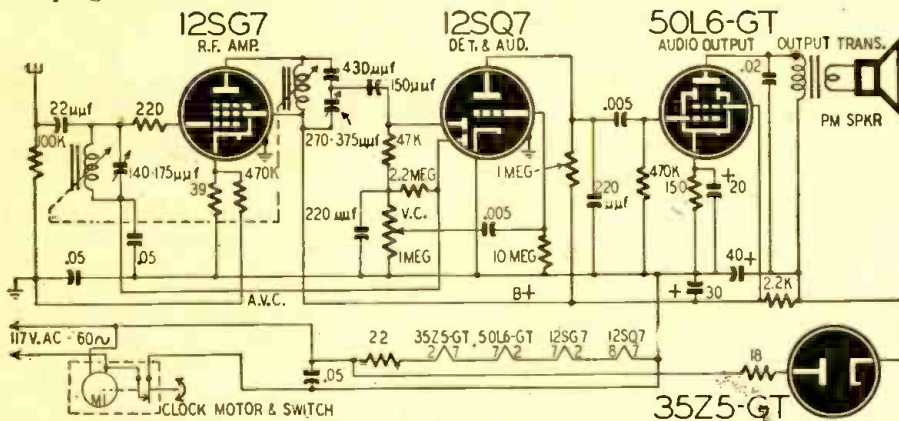 12SG7 12SQ7 50L6-GT
R.F. AMP. DET. & AUD. AUDIO OUTPUT OUTPUT TRANS.
430µµf .02
150µµf
22µµf 220 .005 PM SPKR
270-375µµf
100K 47K
140-175µµf 1 MEG
470K 2.2MEG 220 µµf 470K 150 + 20
39
220 µµf V.C. .005
1MEG 10 MEG
.05 .05 40+
A.V.C. B+ + 30 2.2K
117V.AC - 60~ 22 35Z5-GT 50L6-GT 12SG7 12SQ7
2 7 7 2 7 2 8 7
.05 18
M
CLOCK MOTOR & SWITCH 35Z5-GT